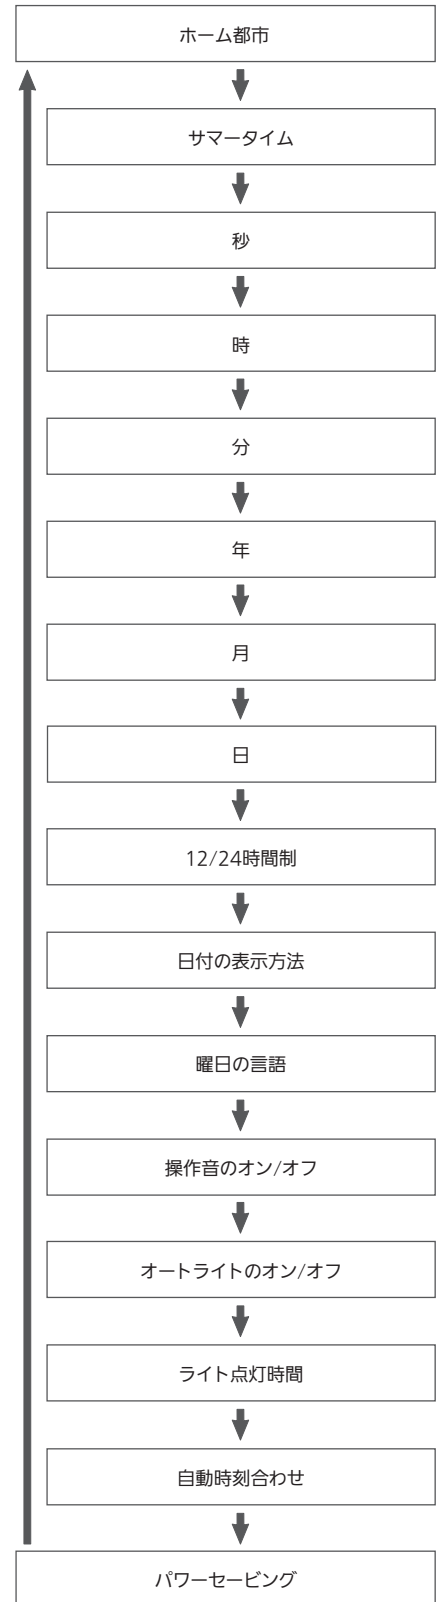 ホーム都市
サマータイム
秒
時
分
年
月
日
12/24時間制
日付の表示方法
曜日の言語
操作音のオン/オフ
オートライトのオン/オフ
ライト点灯時間
自動時刻合わせ
パワーセービング